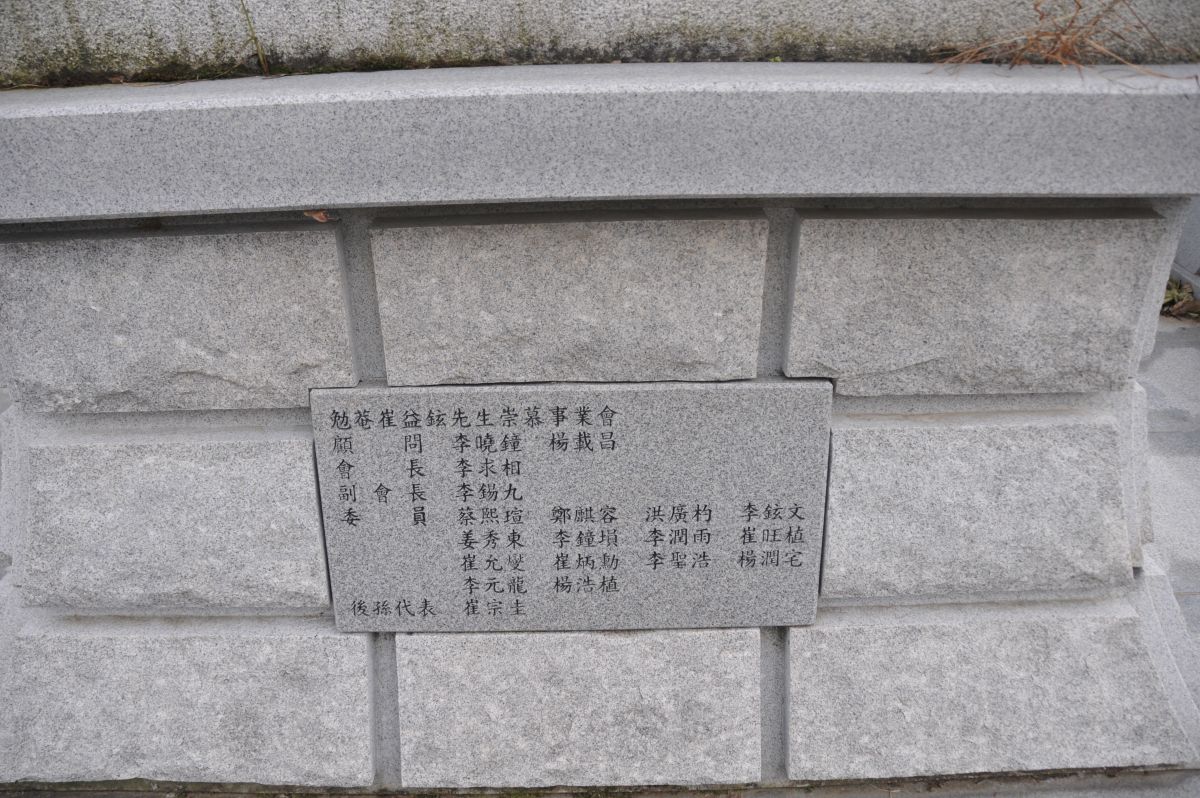 勉菴崔益鉉先生崇慕事業會
顧問 李曉鐘 楊載昌
會長 李求相
副會長 李錫九
委員 蔡熙瑄 鄭麒容 洪廣杓 李鉉文
姜秀東 李鐘塤 李潤雨 崔旺植
崔允燮 崔炳勳 李聖浩 楊潤宅
李元龍 楊浩植
後孫代表 崔宗圭